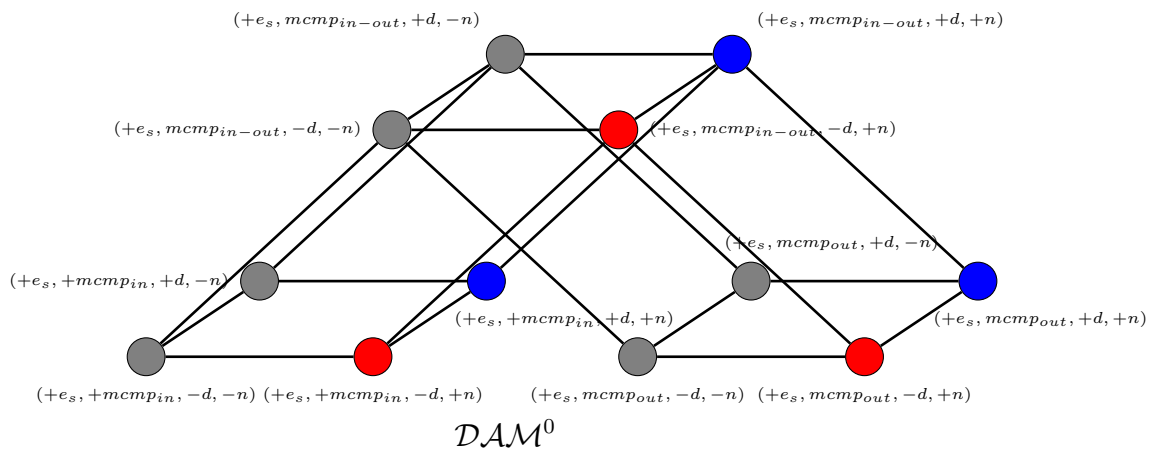 (+e_s, mcmp_{in−out}, +d, −n)
(+e_s, mcmp_{in−out}, +d, +n)
(+e_s, mcmp_{in−out}, −d, −n)
(+e_s, mcmp_{in−out}, −d, +n)
(+e_s, mcmp_{out}, +d, −n)
(+e_s, +mcmp_{in}, +d, −n)
(+e_s, +mcmp_{in}, +d, +n)
(+e_s, mcmp_{out}, +d, +n)
(+e_s, +mcmp_{in}, −d, −n)
(+e_s, +mcmp_{in}, −d, +n)
(+e_s, mcmp_{out}, −d, −n)
(+e_s, mcmp_{out}, −d, +n)
𝒟𝒜ℳ^0